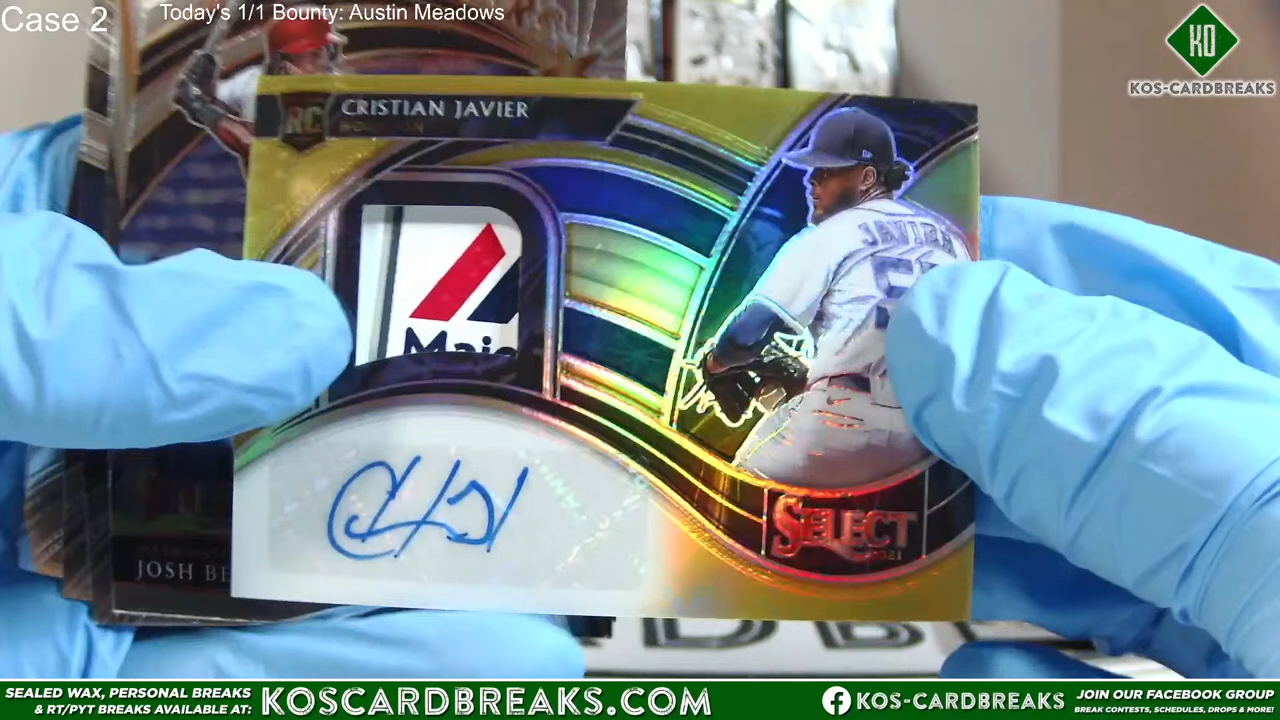 Case 2
Today's 1/1 Bounty: Austin Meadows
KO
KOS-CARDBREAKS
RC
CRISTIAN JAVIER
HOUSTON
JAVIER
Majo
SELECT
2021
JOSH BE
SEALED WAX, PERSONAL BREAKS
& RT/PYT BREAKS AVAILABLE AT:
KOSCARDBREAKS.COM
KOS-CARDBREAKS
JOIN OUR FACEBOOK GROUP
BREAK CONTESTS, SCHEDULES, DROPS & MORE!